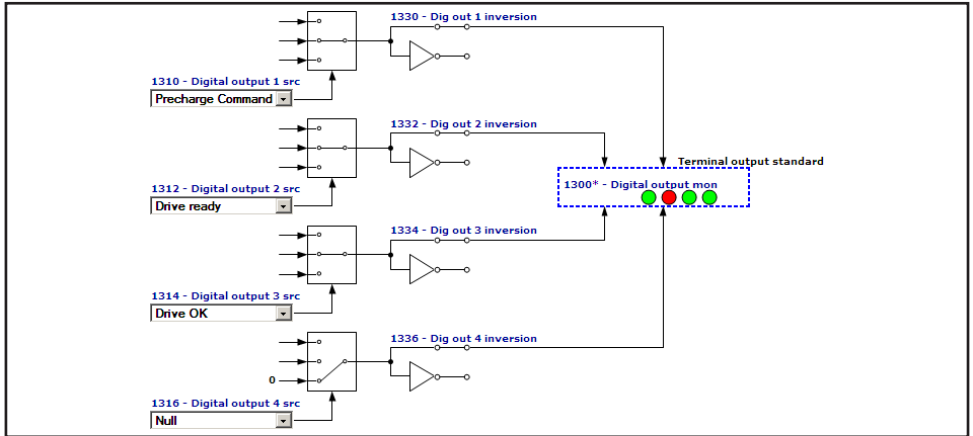 1330 - Dig out 1 inversion
1310 - Digital output 1 src
Precharge Command
1332 - Dig out 2 inversion
Terminal output standard
1300* - Digital output mon
1312 - Digital output 2 src
Drive ready
1334 - Dig out 3 inversion
1314 - Digital output 3 src
Drive OK
1336 - Dig out 4 inversion
0
1316 - Digital output 4 src
Null